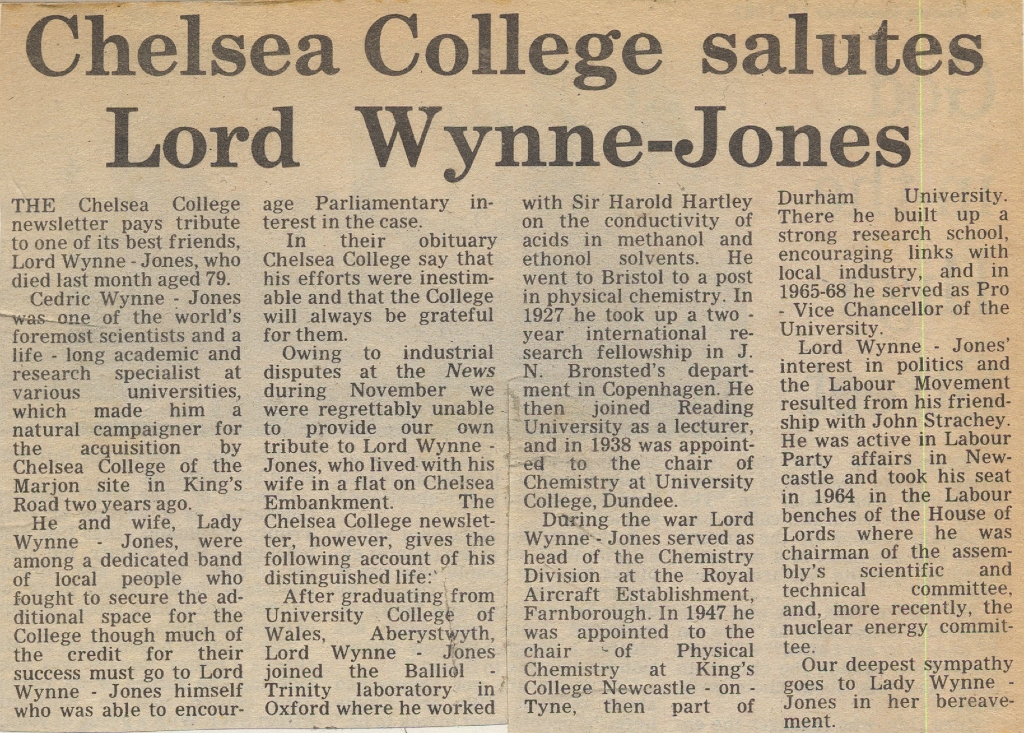 Chelsea College salutes
Lord Wynne-Jones
THE Chelsea College
newsletter pays tribute
to one of its best friends,
Lord Wynne - Jones, who
died last month aged 79.
Cedric Wynne - Jones
was one of the world's
foremost scientists and a
life - long academic and
research specialist at
various universities,
which made him a
natural campaigner for
the acquisition by
Chelsea College of the
Marjon site in King's
Road two years ago.
He and wife, Lady
Wynne - Jones, were
among a dedicated band
of local people who
fought to secure the ad-
ditional space for the
College though much of
the credit for their
success must go to Lord
Wynne - Jones himself
who was able to encour-
age Parliamentary in-
terest in the case.
In their obituary
Chelsea College say that
his efforts were inestim-
able and that the College
will always be grateful
for them.
Owing to industrial
disputes at the News
during November we
were regrettably unable
to provide our own
tribute to Lord Wynne -
Jones, who lived with his
wife in a flat on Chelsea
Embankment. The
Chelsea College newslet-
ter, however, gives the
following account of his
distinguished life:
After graduating from
University College of
Wales, Aberystwyth,
Lord Wynne - Jones
joined the Balliol -
Trinity laboratory in
Oxford where he worked
with Sir Harold Hartley
on the conductivity of
acids in methanol and
ethonol solvents. He
went to Bristol to a post
in physical chemistry. In
1927 he took up a two -
year international re-
search fellowship in J.
N. Bronsted's depart-
ment in Copenhagen. He
then joined Reading
University as a lecturer,
and in 1938 was appoint-
ed to the chair of
Chemistry at University
College, Dundee.
During the war Lord
Wynne - Jones served as
head of the Chemistry
Division at the Royal
Aircraft Establishment,
Farnborough. In 1947 he
was appointed to the
chair of Physical
Chemistry at King's
College Newcastle - on -
Tyne, then part of
Durham University.
There he built up a
strong research school,
encouraging links with
local industry, and in
1965-68 he served as Pro
- Vice Chancellor of the
University.
Lord Wynne - Jones'
interest in politics and
the Labour Movement
resulted from his friend-
ship with John Strachey.
He was active in Labour
Party affairs in New-
castle and took his seat
in 1964 in the Labour
benches of the House of
Lords where he was
chairman of the assem-
bly's scientific and
technical committee,
and, more recently, the
nuclear energy commit-
tee.
Our deepest sympathy
goes to Lady Wynne -
Jones in her bereave-
ment.